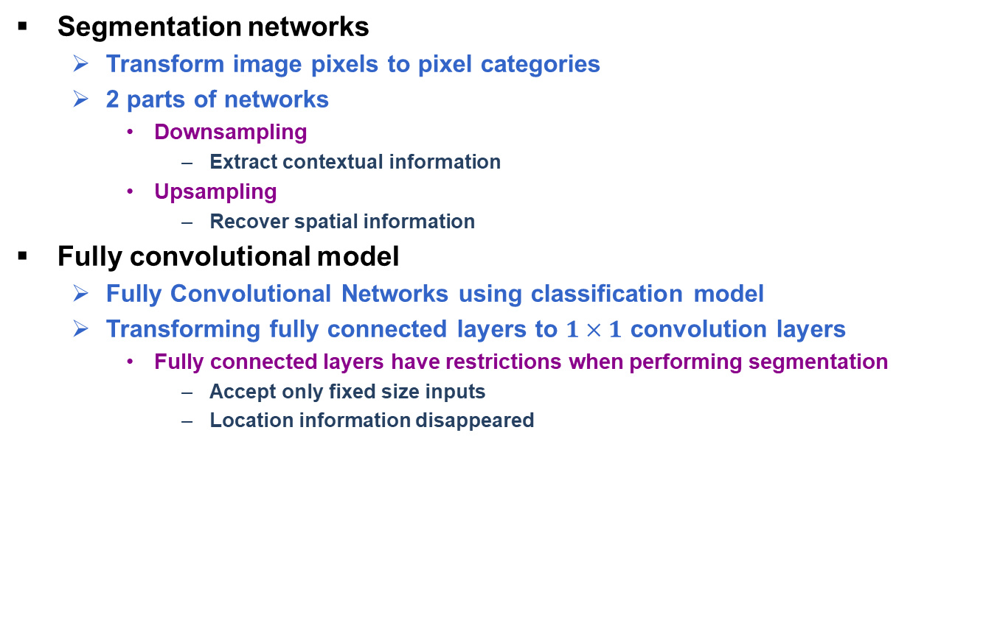 ▪ Segmentation networks
➢ Transform image pixels to pixel categories
➢ 2 parts of networks
• Downsampling
– Extract contextual information
• Upsampling
– Recover spatial information
▪ Fully convolutional model
➢ Fully Convolutional Networks using classification model
➢ Transforming fully connected layers to 1 × 1 convolution layers
• Fully connected layers have restrictions when performing segmentation
– Accept only fixed size inputs
– Location information disappeared